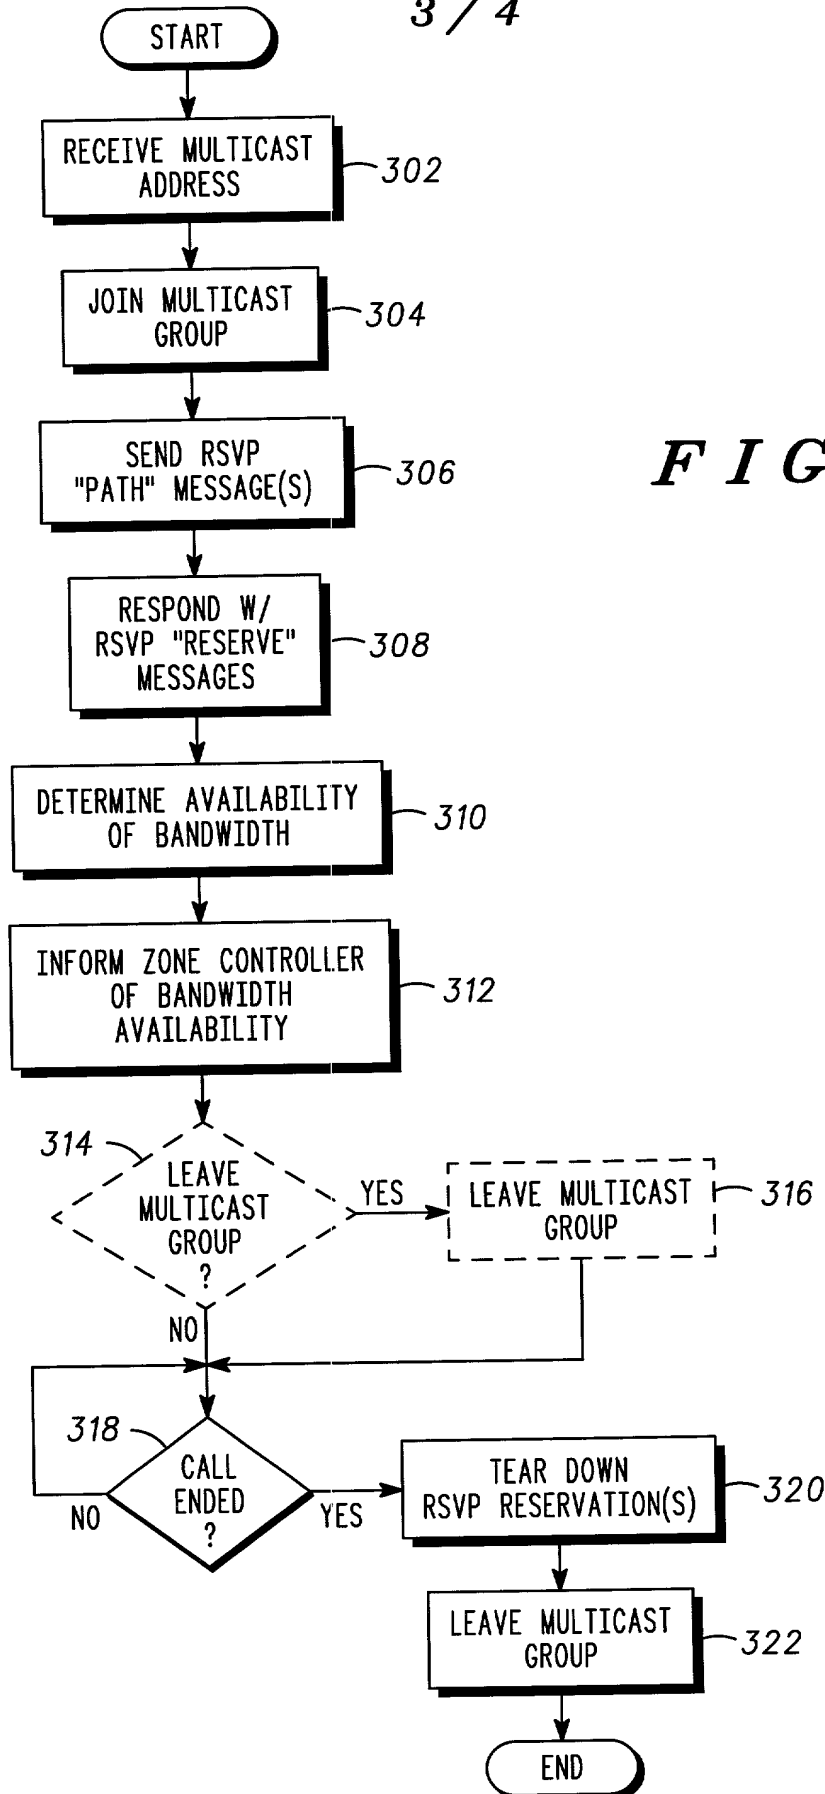 3/4
START
RECEIVE MULTICAST
ADDRESS
302
JOIN MULTICAST
GROUP
304
SEND RSVP
"PATH" MESSAGE(S)
306
FIG
RESPOND W/
RSVP "RESERVE"
MESSAGES
308
DETERMINE AVAILABILITY
OF BANDWIDTH
310
INFORM ZONE CONTROLLER
OF BANDWIDTH
AVAILABILITY
312
314
LEAVE
MULTICAST
GROUP
?
YES
LEAVE MULTICAST
GROUP
316
NO
318
CALL
ENDED
?
NO
YES
TEAR DOWN
RSVP RESERVATION(S)
320
LEAVE MULTICAST
GROUP
322
END